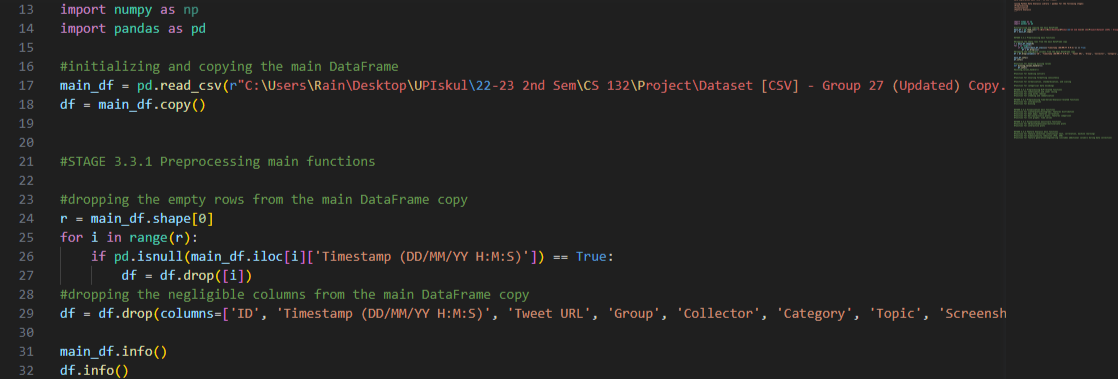 13 import numpy as np
14 import pandas as pd
15
16 #initializing and copying the main DataFrame
17 main_df = pd.read_csv(r"C:\Users\Rain\Desktop\UPIskul\22-23 2nd Sem\CS 132\Project\Dataset [CSV] - Group 27 (Updated) Copy.
18 df = main_df.copy()
19
20
21 #STAGE 3.3.1 Preprocessing main functions
22
23 #dropping the empty rows from the main DataFrame copy
24 r = main_df.shape[0]
25 for i in range(r):
26     if pd.isnull(main_df.iloc[i]['Timestamp (DD/MM/YY H:M:S)']) == True:
27         df = df.drop([i])
28 #dropping the negligible columns from the main DataFrame copy
29 df = df.drop(columns=['ID', 'Timestamp (DD/MM/YY H:M:S)', 'Tweet URL', 'Group', 'Collector', 'Category', 'Topic', 'Screensh
30
31 main_df.info()
32 df.info()